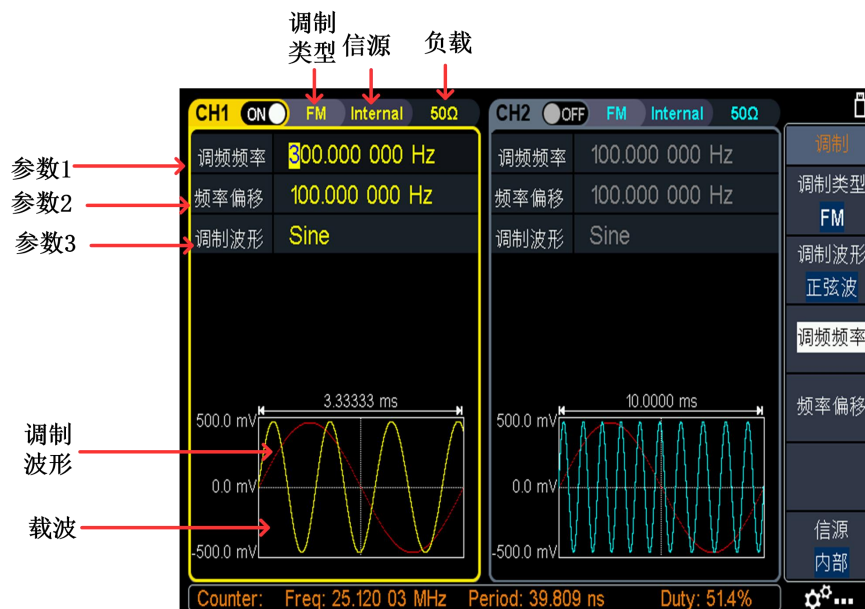 调制
类型
信源
负载
CH1 ON FM Internal 50Ω
CH2 OFF FM Internal 50Ω
调制
参数1
调频频率 300.000 000 Hz
调频频率 100.000 000 Hz
调制类型
FM
参数2
频率偏移 100.000 000 Hz
频率偏移 100.000 000 Hz
参数3
调制波形 Sine
调制波形 Sine
调制波形
正弦波
调频频率
频率偏移
3.33333 ms
10.0000 ms
500.0 mV
500.0 mV
调制
波形
0.0 mV
0.0 mV
载波
-500.0 mV
-500.0 mV
信源
内部
Counter: Freq: 25.120 03 MHz Period: 39.809 ns Duty: 51.4%